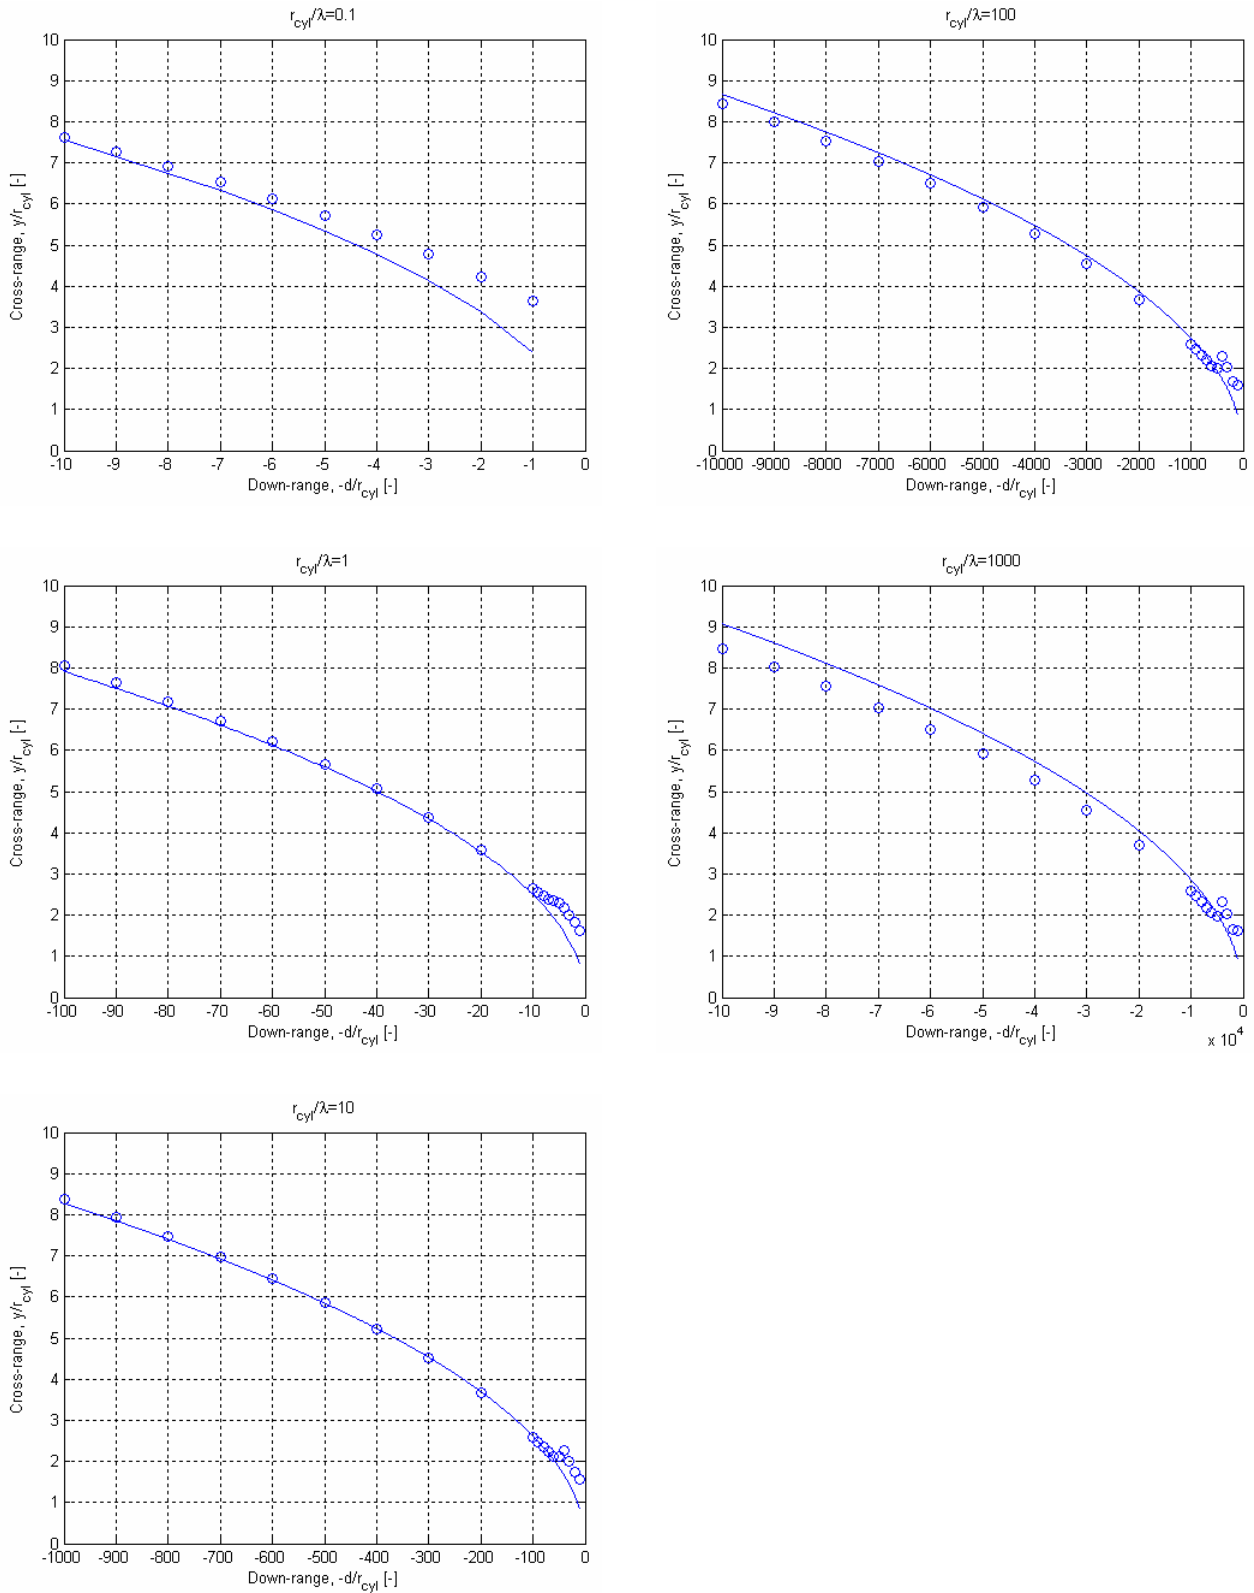 r_cyl/λ=0.1
10
9
8
7
6
5
4
3
2
1
0
Cross-range, y/r_cyl [-]
-10 -9 -8 -7 -6 -5 -4 -3 -2 -1 0
Down-range, -d/r_cyl [-]
r_cyl/λ=100
10
9
8
7
6
5
4
3
2
1
0
Cross-range, y/r_cyl [-]
-10000 -9000 -8000 -7000 -6000 -5000 -4000 -3000 -2000 -1000 0
Down-range, -d/r_cyl [-]
r_cyl/λ=1
10
9
8
7
6
5
4
3
2
1
0
Cross-range, y/r_cyl [-]
-100 -90 -80 -70 -60 -50 -40 -30 -20 -10 0
Down-range, -d/r_cyl [-]
r_cyl/λ=1000
10
9
8
7
6
5
4
3
2
1
0
Cross-range, y/r_cyl [-]
-10 -9 -8 -7 -6 -5 -4 -3 -2 -1 0
Down-range, -d/r_cyl [-]
x 10^4
r_cyl/λ=10
10
9
8
7
6
5
4
3
2
1
0
Cross-range, y/r_cyl [-]
-1000 -900 -800 -700 -600 -500 -400 -300 -200 -100 0
Down-range, -d/r_cyl [-]